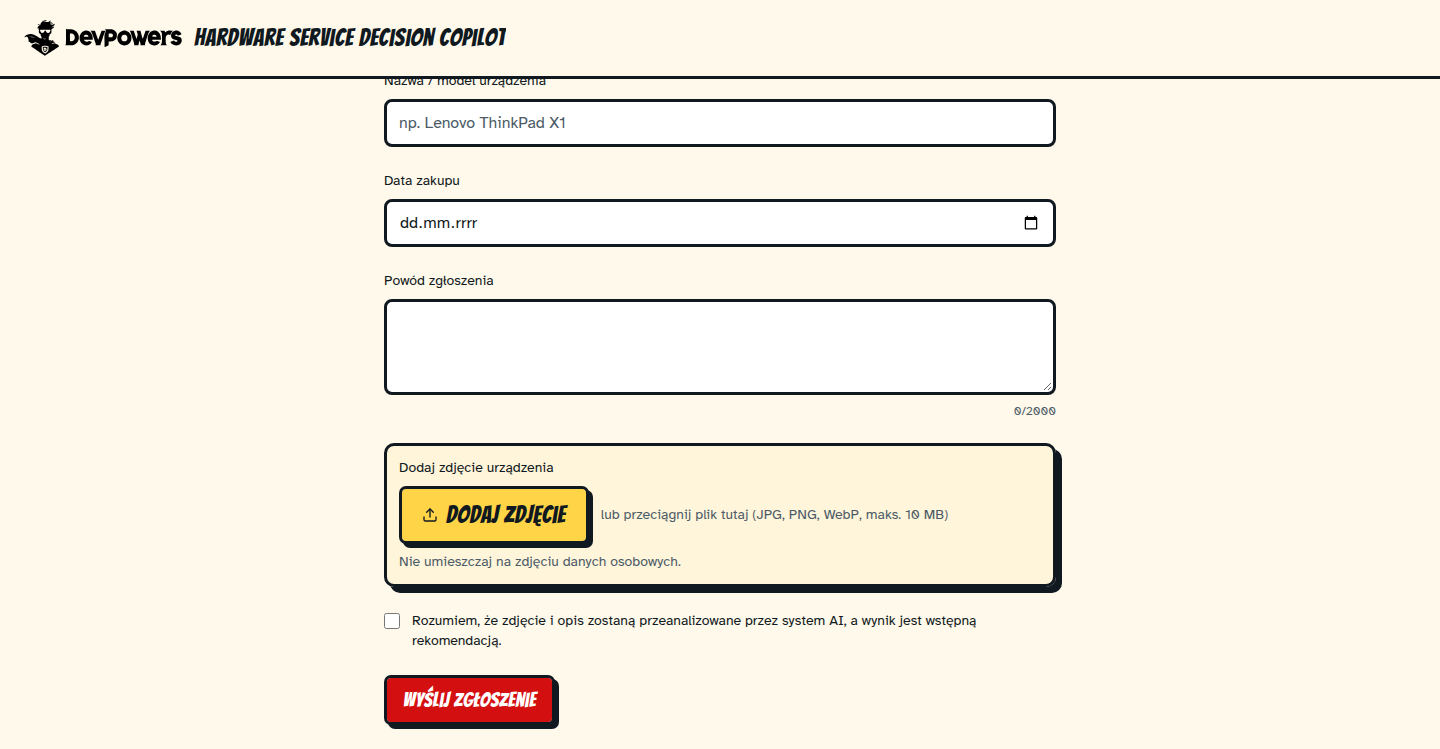 DevPowers HARDWARE SERVICE DECISION COPILOT
Nazwa / model urządzenia
np. Lenovo ThinkPad X1
Data zakupu
dd.mm.rrrr
Powód zgłoszenia
0/2000
Dodaj zdjęcie urządzenia
DODAJ ZDJĘCIE lub przeciągnij plik tutaj (JPG, PNG, WebP, maks. 10 MB)
Nie umieszczaj na zdjęciu danych osobowych.
Rozumiem, że zdjęcie i opis zostaną przeanalizowane przez system AI, a wynik jest wstępną
rekomendacją.
WYŚLIJ ZGŁOSZENIE